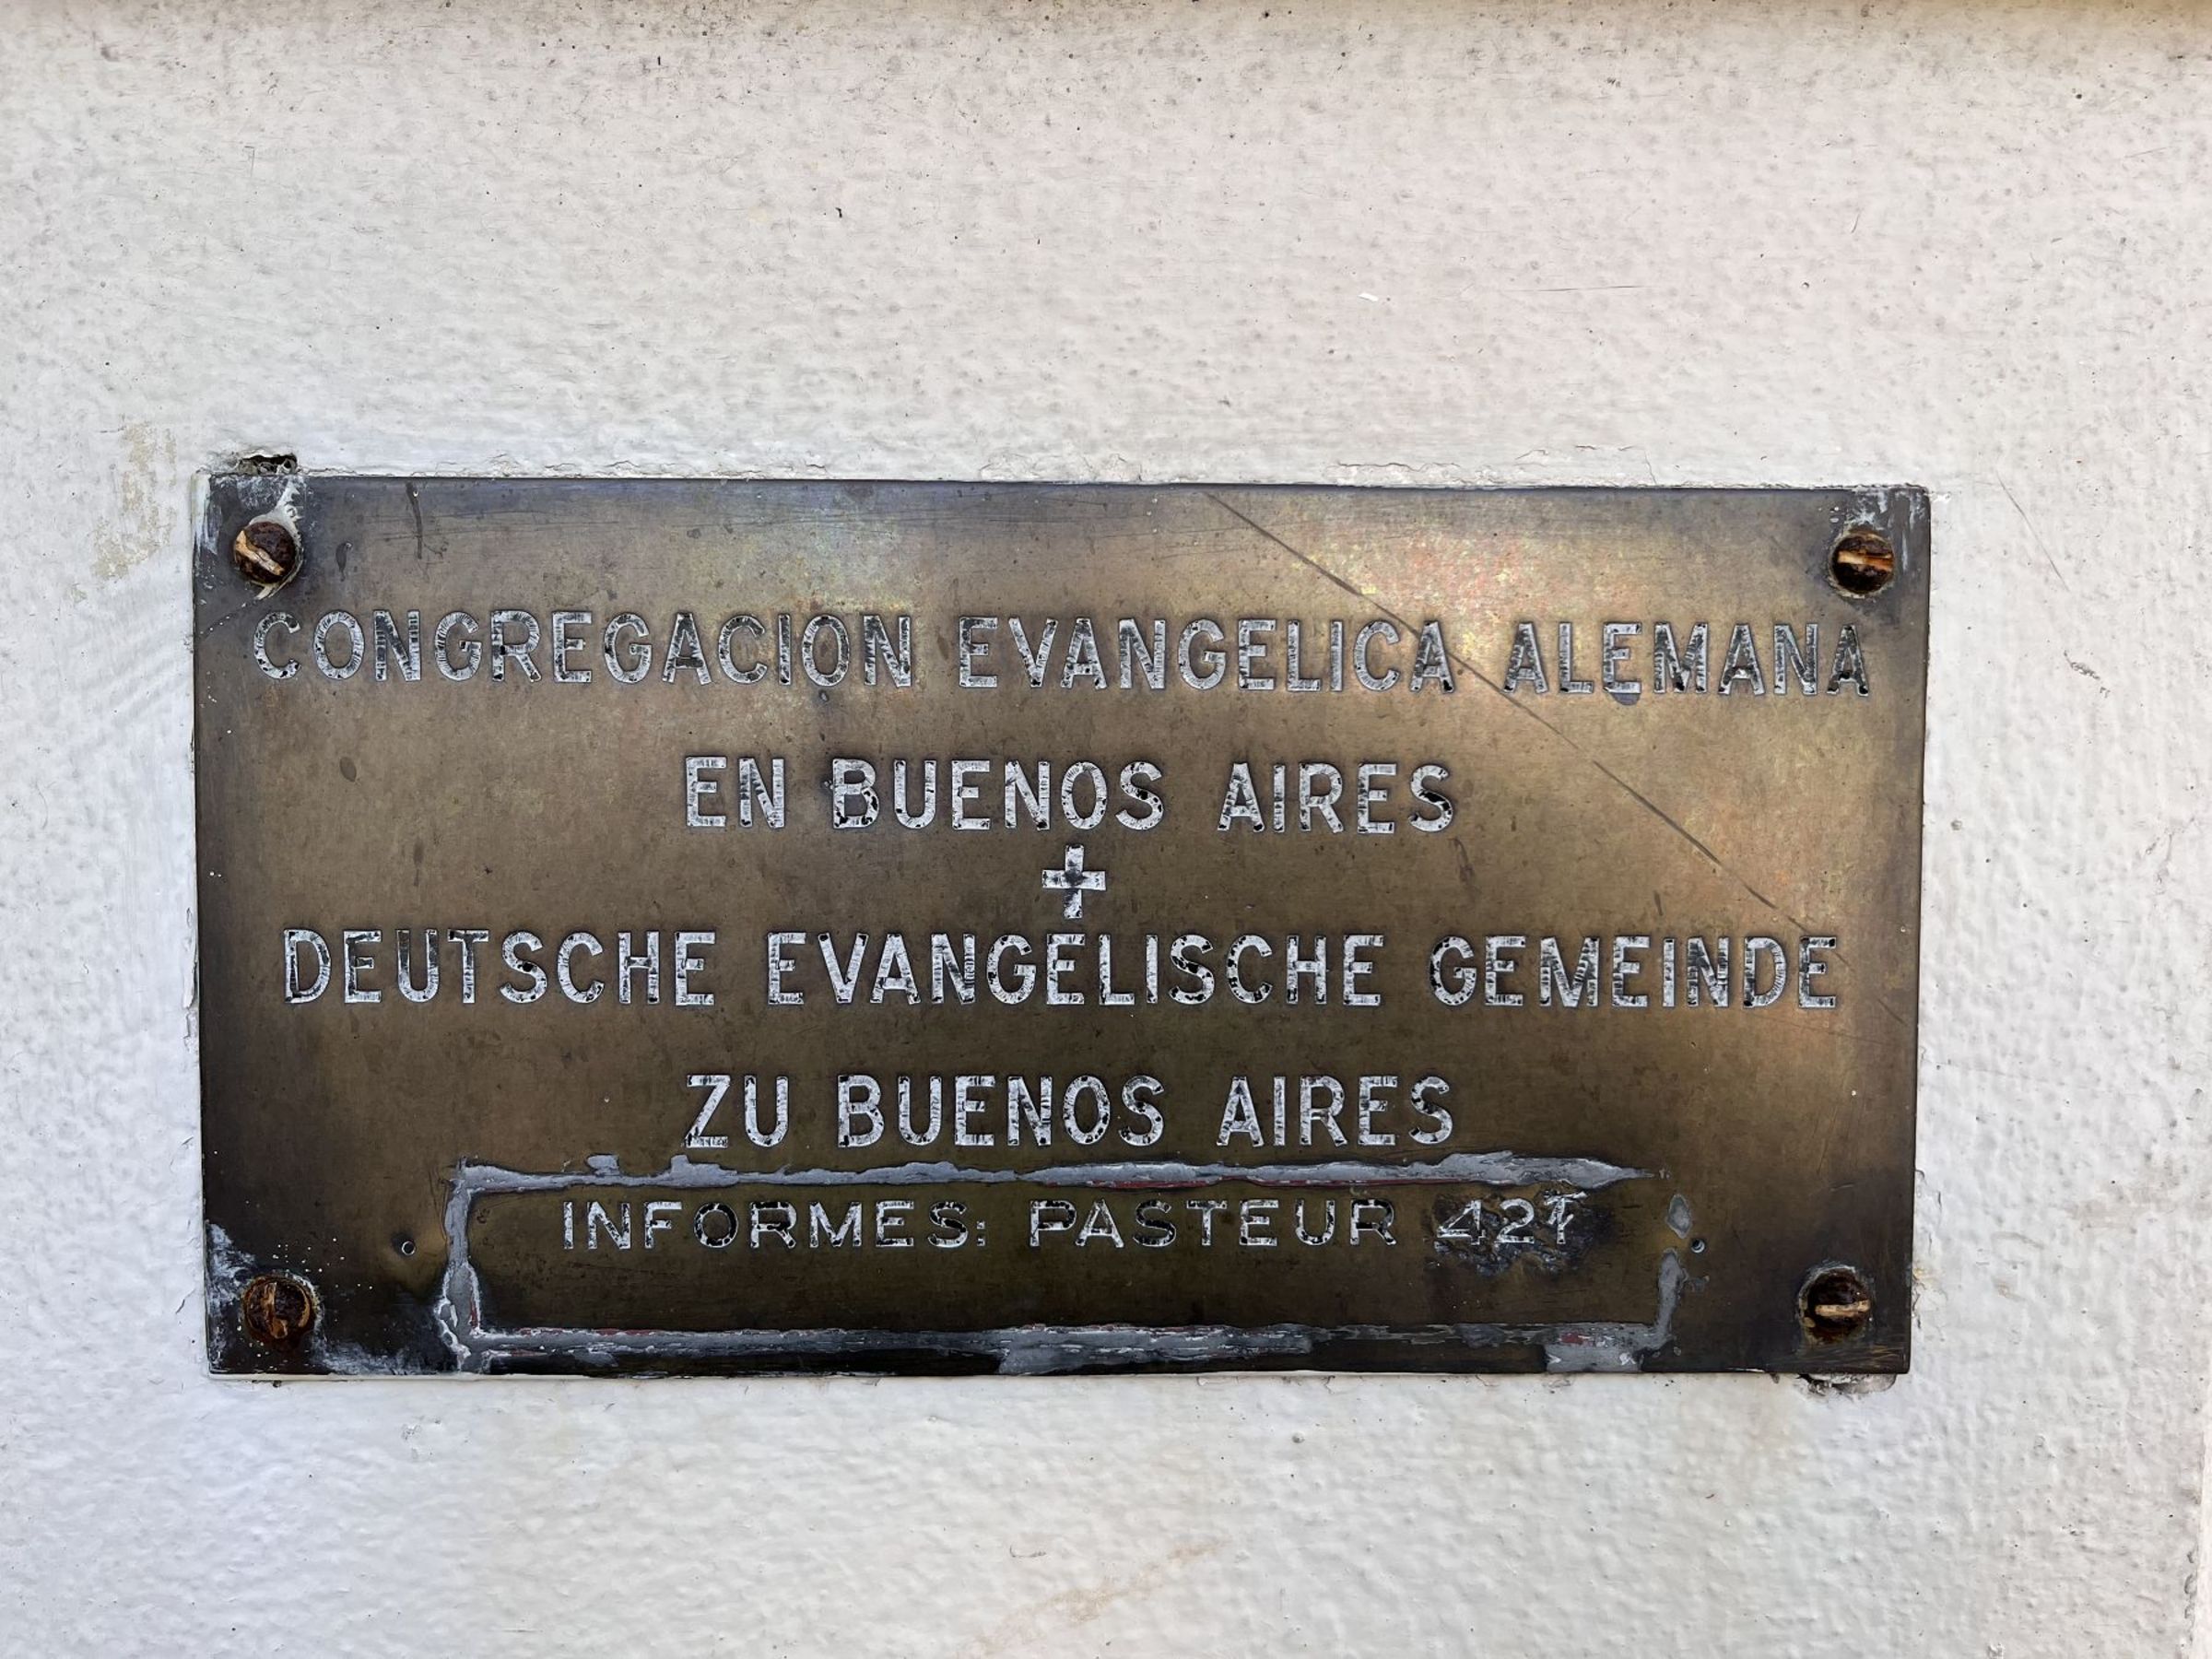 CONGREGACION EVANGELICA ALEMANA
EN BUENOS AIRES
DEUTSCHE EVANGELISCHE GEMEINDE
ZU BUENOS AIRES
INFORMES: PASTEUR